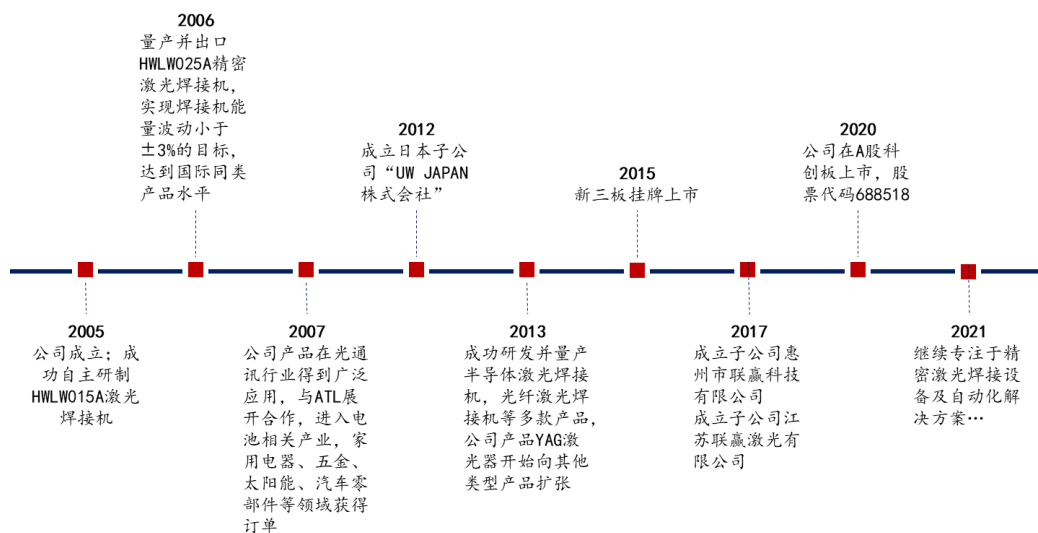 2006
量产并出口
HWLW025A精密
激光焊接机，
实现焊接机能
量波动小于
±3%的目标，
达到国际同类
产品水平
2012
成立日本子公
司“UW JAPAN
株式会社”
2015
新三板挂牌上市
2020
公司在A股科
创板上市，股
票代码688518
2005
公司成立；成
功自主研制
HWLW015A激光
焊接机
2007
公司产品在光通
讯行业得到广泛
应用，与ATL展
开合作，进入电
池相关产业，家
用电器、五金、
太阳能、汽车零
部件等领域获得
订单
2013
成功研发并量产
半导体激光焊接
机，光纤激光焊
接机等多款产品，
公司产品YAG激
光器开始向其他
类型产品扩张
2017
成立子公司惠
州市联赢科技
有限公司
成立子公司江
苏联赢激光有
限公司
2021
继续专注于精
密激光焊接设
备及自动化解
决方案…